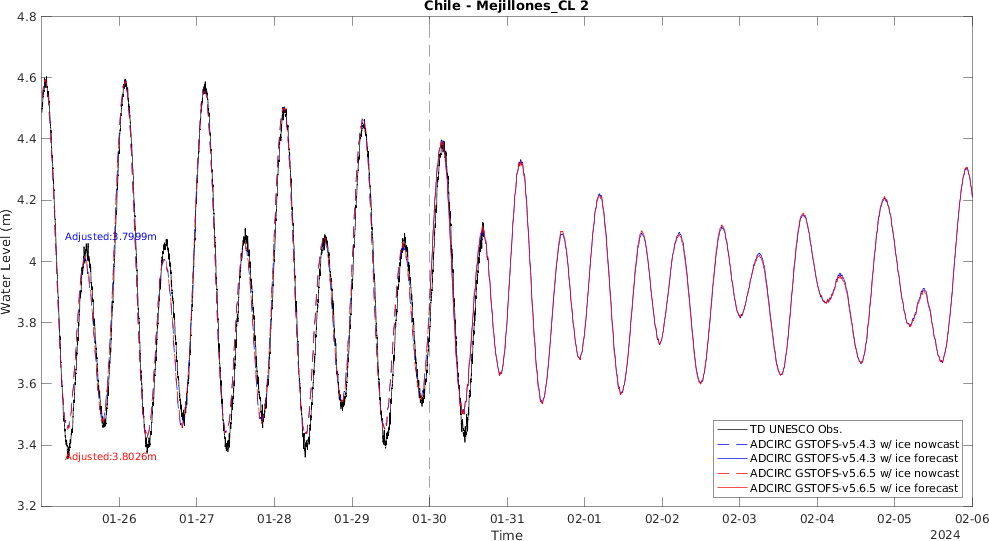 Chile - Mejillones_CL 2
4.8
4.6
4.4
4.2
4
3.8
3.6
3.4
3.2
Water Level (m)
Adjusted:3.7999m
Adjusted:3.8026m
TD UNESCO Obs.
ADCIRC GSTOFS-v5.4.3 w/ ice nowcast
ADCIRC GSTOFS-v5.4.3 w/ ice forecast
ADCIRC GSTOFS-v5.6.5 w/ ice nowcast
ADCIRC GSTOFS-v5.6.5 w/ ice forecast
01-26 01-27 01-28 01-29 01-30 01-31 02-01 02-02 02-03 02-04 02-05 02-06
Time
2024